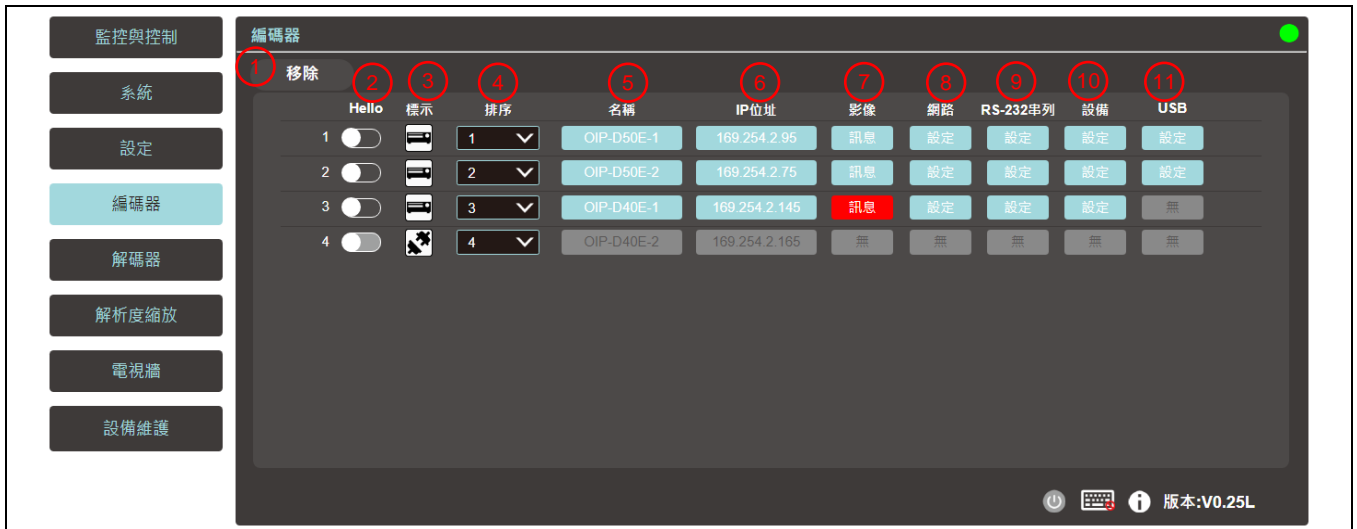 監控與控制
系統
設定
編碼器
解碼器
解析度縮放
電視牆
設備維護
編碼器
1 移除
2 3 4 5 6 7 8 9 10 11
Hello 標示 排序 名稱 IP位址 影像 網路 RS-232串列 設備 USB
1 1 OIP-D50E-1 169.254.2.95 訊息 設定 設定 設定 設定
2 2 OIP-D50E-2 169.254.2.75 訊息 設定 設定 設定 設定
3 3 OIP-D40E-1 169.254.2.145 訊息 設定 設定 設定 無
4 4 OIP-D40E-2 169.254.2.165 無 無 無 無 無
版本:V0.25L